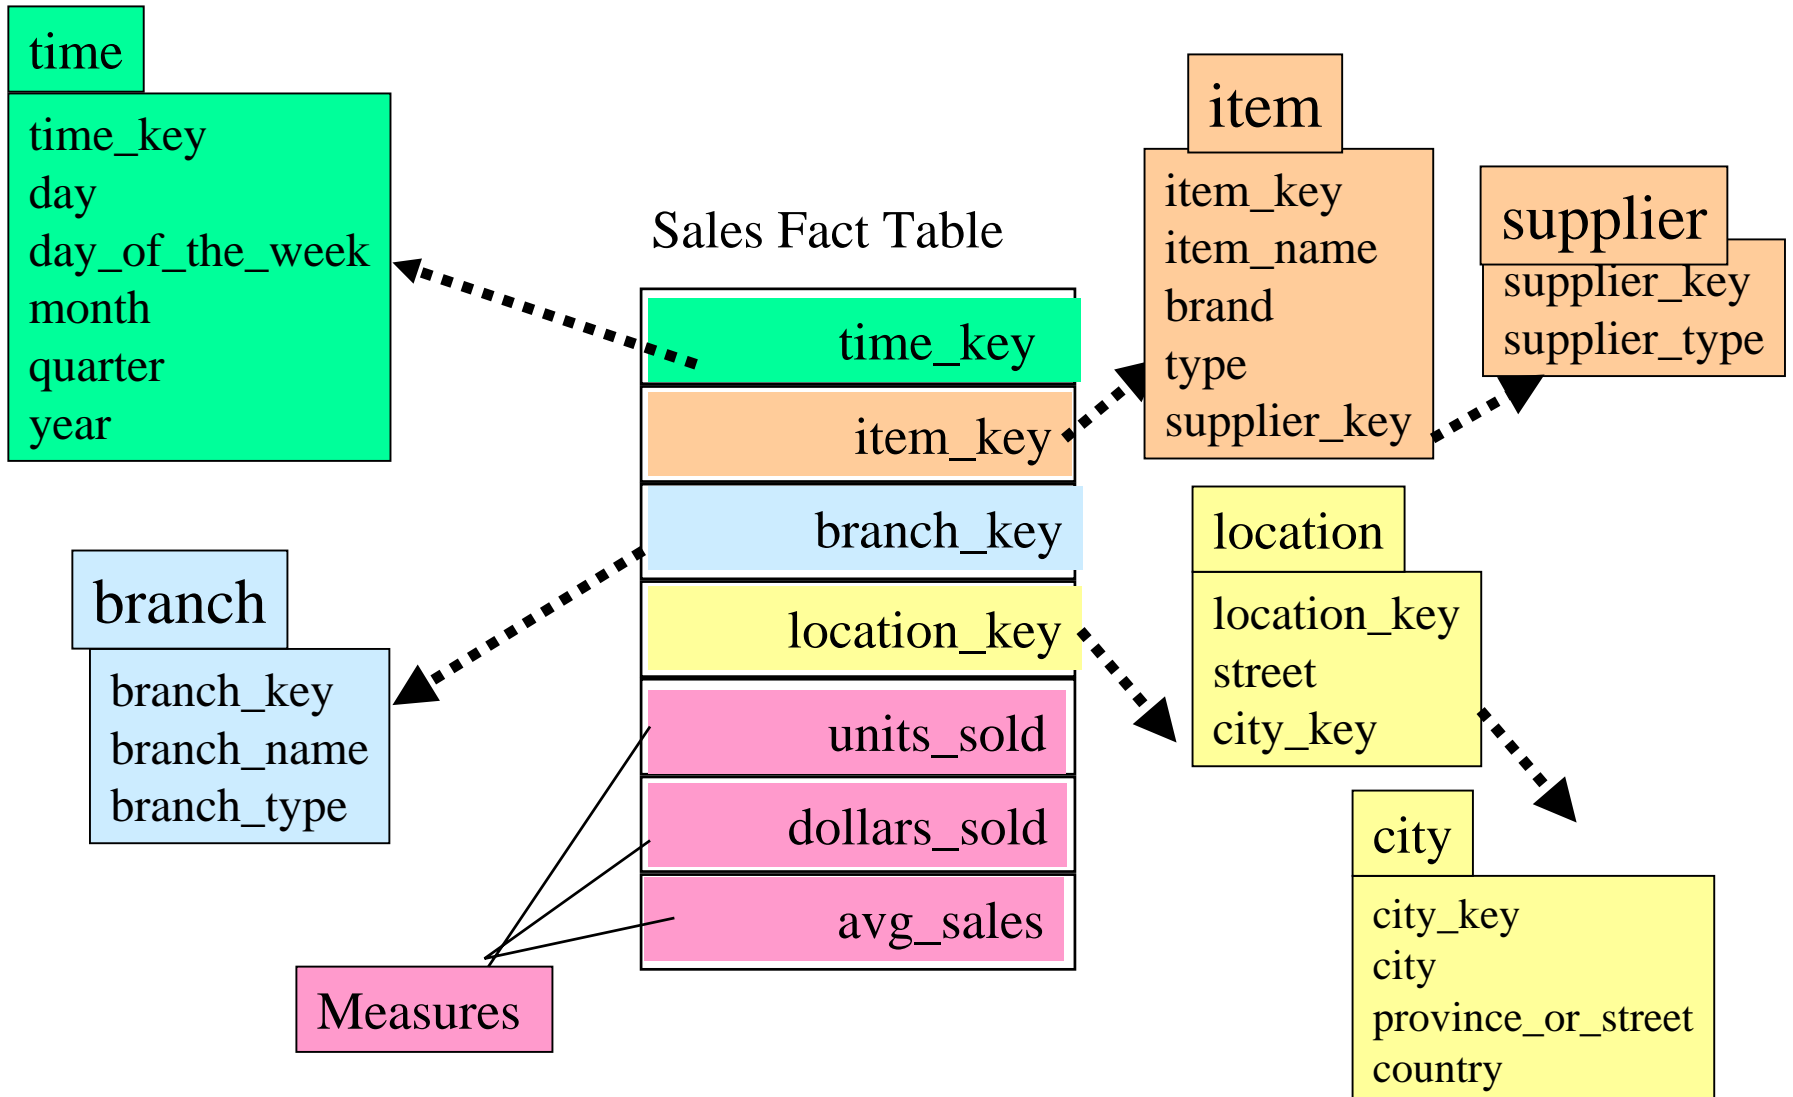 time
time_key
day
day_of_the_week
month
quarter
year
Sales Fact Table
time_key
item_key
branch_key
location_key
units_sold
dollars_sold
avg_sales
item
item_key
item_name
brand
type
supplier_key
supplier
supplier_key
supplier_type
branch
branch_key
branch_name
branch_type
location
location_key
street
city_key
city
city_key
city
province_or_street
country
Measures